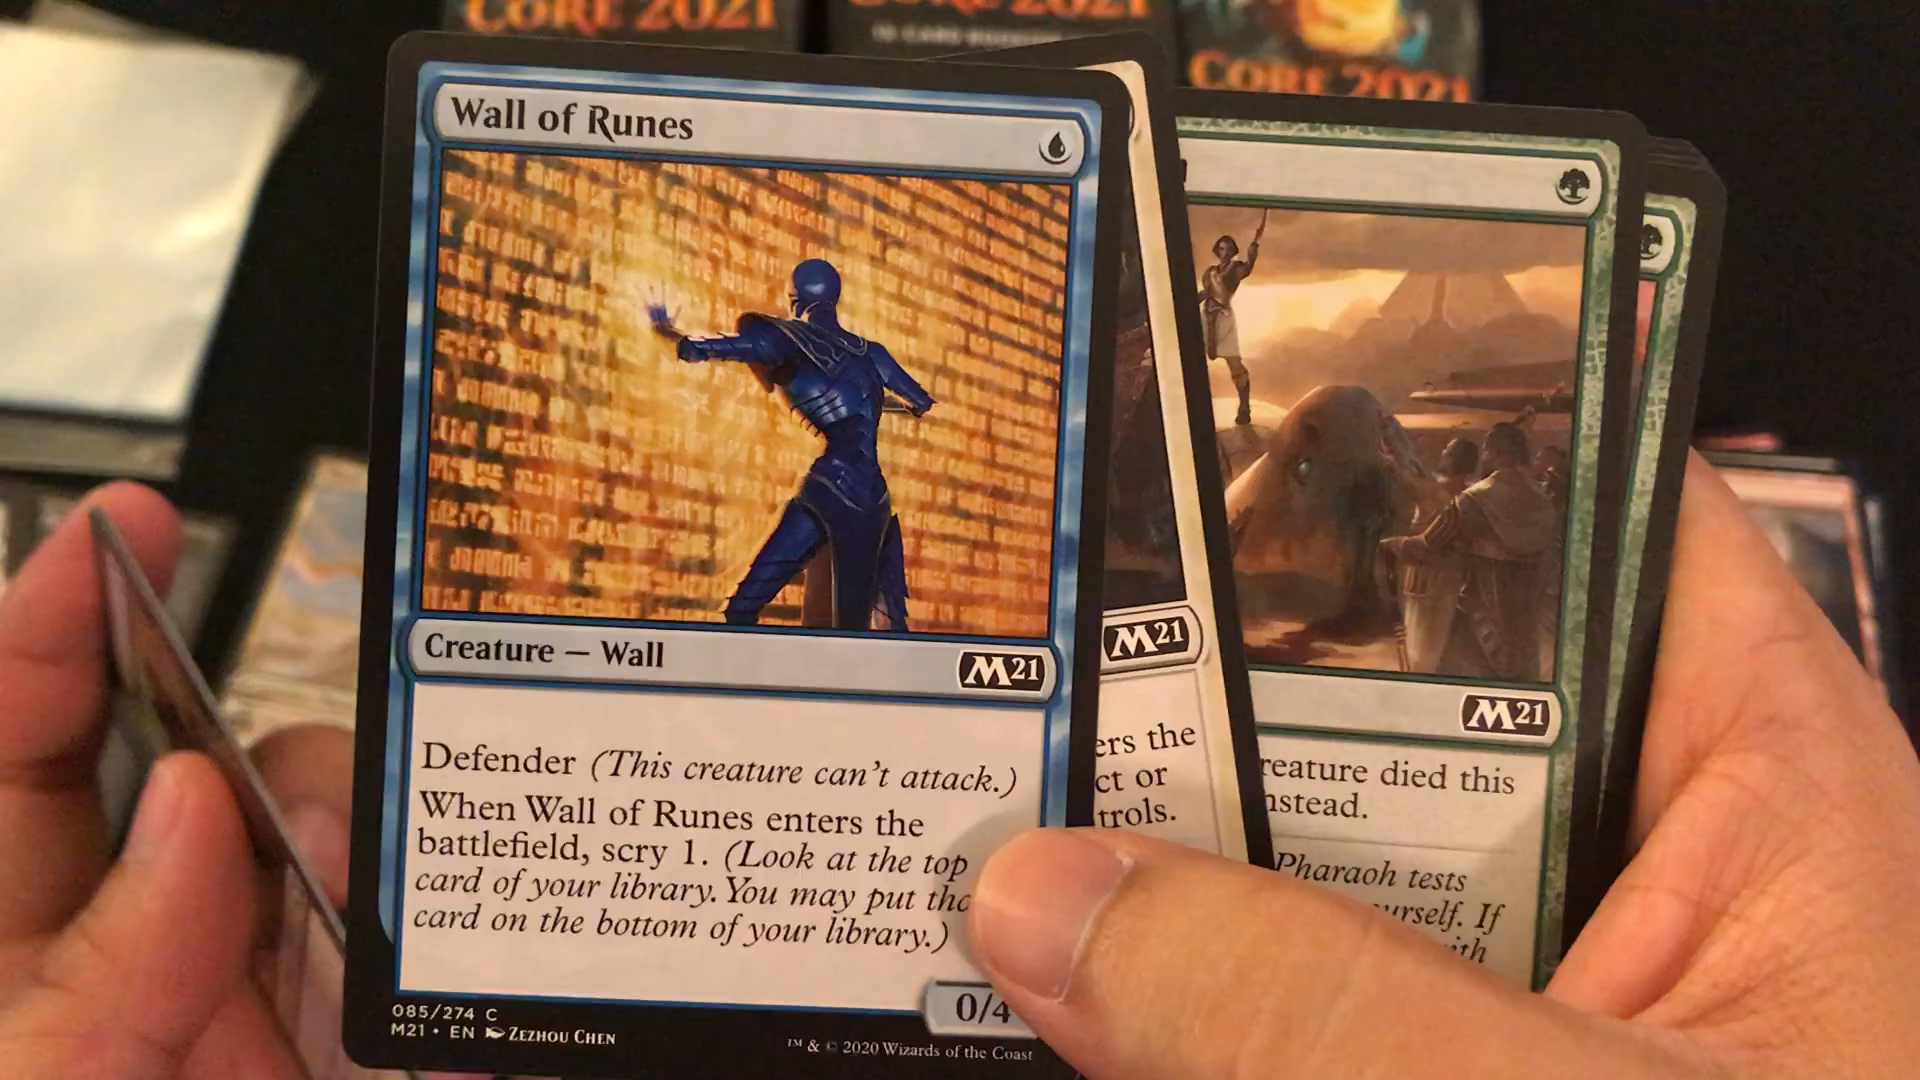 CORE 2021
CORE 2021
CORE 2021
Wall of Runes
Creature — Wall
M21
Defender (This creature can't attack.)
When Wall of Runes enters the
battlefield, scry 1. (Look at the top
card of your library. You may put
card on the bottom of your library.)
0/4
085/274 C
M21 • EN ZEZHOU CHEN
™ & © 2020 Wizards of the Coast
M21
ers the
ct or
trols.
M21
reature died this
nstead.
Pharaoh tests
urself. If
ith